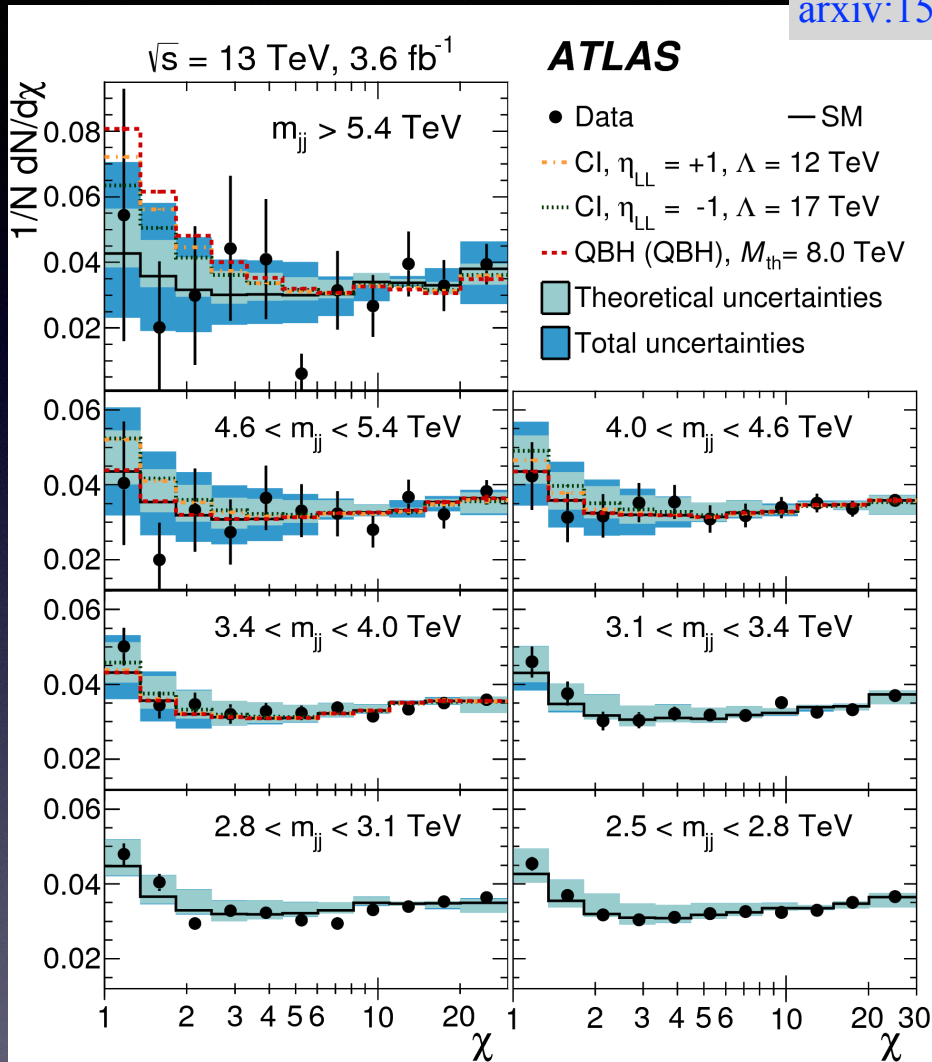 arxiv:15
√s = 13 TeV, 3.6 fb⁻¹
ATLAS
1/N dN/dχ
m_jj > 5.4 TeV
Data
SM
CI, η_LL = +1, Λ = 12 TeV
CI, η_LL = -1, Λ = 17 TeV
QBH (QBH), M_th = 8.0 TeV
Theoretical uncertainties
Total uncertainties
0.08
0.06
0.04
0.02
4.6 < m_jj < 5.4 TeV
4.0 < m_jj < 4.6 TeV
0.06
0.04
0.02
3.4 < m_jj < 4.0 TeV
3.1 < m_jj < 3.4 TeV
0.06
0.04
0.02
2.8 < m_jj < 3.1 TeV
2.5 < m_jj < 2.8 TeV
0.06
0.04
0.02
1 2 3 4 5 6 10 20
1 2 3 4 5 6 10 20 30
χ
χ